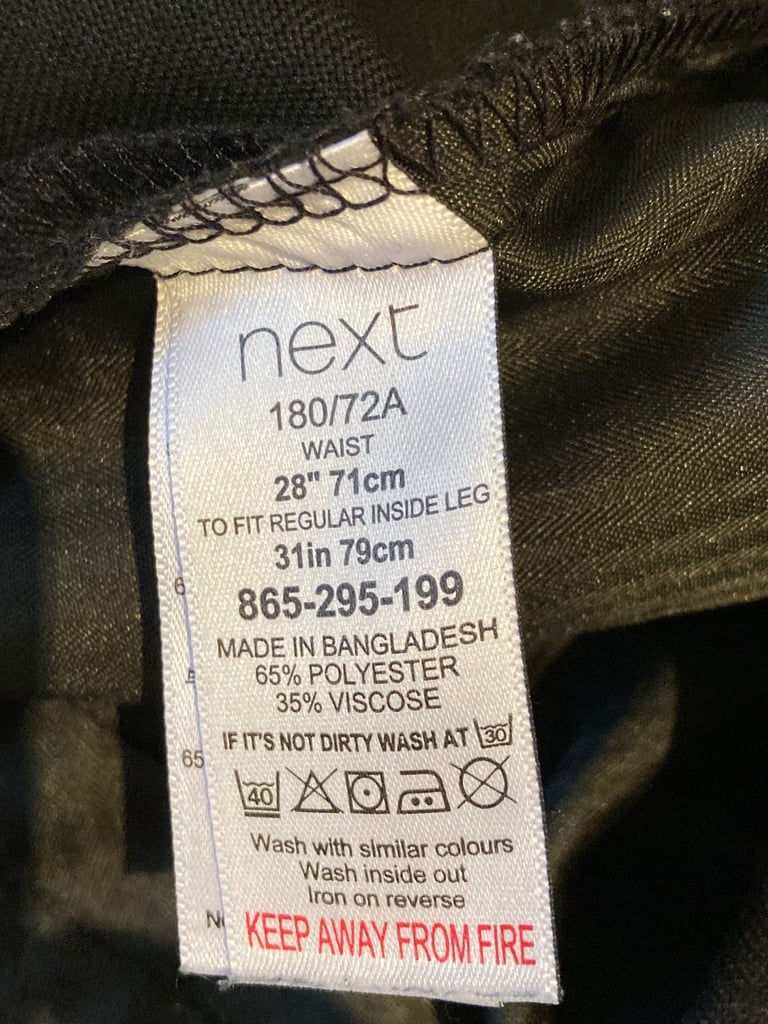 next
180/72A
WAIST
28" 71cm
TO FIT REGULAR INSIDE LEG
31in 79cm
865-295-199
MADE IN BANGLADESH
65% POLYESTER
35% VISCOSE
IF IT'S NOT DIRTY WASH AT 30
40
Wash with similar colours
Wash inside out
Iron on reverse
KEEP AWAY FROM FIRE
6
65